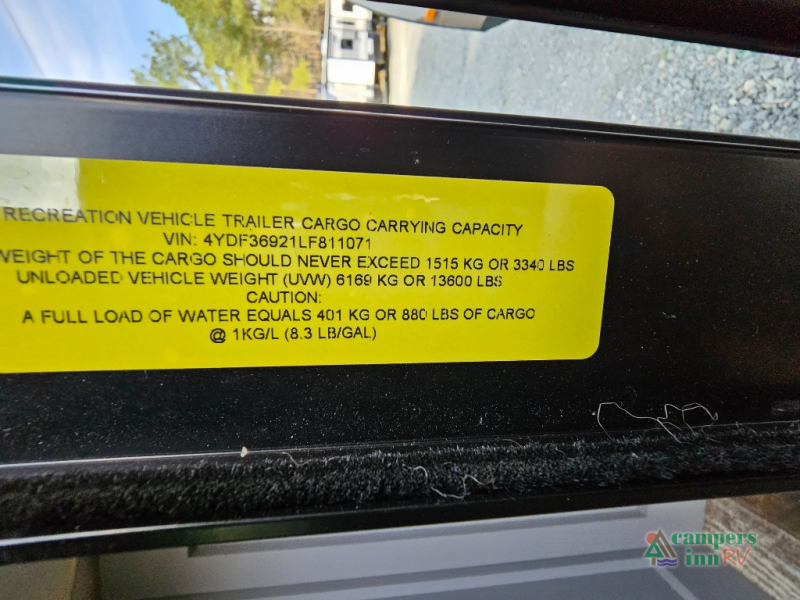 RECREATION VEHICLE TRAILER CARGO CARRYING CAPACITY
VIN: 4YDF36921LF811071
WEIGHT OF THE CARGO SHOULD NEVER EXCEED 1515 KG OR 3340 LBS
UNLOADED VEHICLE WEIGHT (UVW) 6169 KG OR 13600 LBS
CAUTION:
A FULL LOAD OF WATER EQUALS 401 KG OR 880 LBS OF CARGO
@ 1KG/L (8.3 LB/GAL)
campers
inn RV